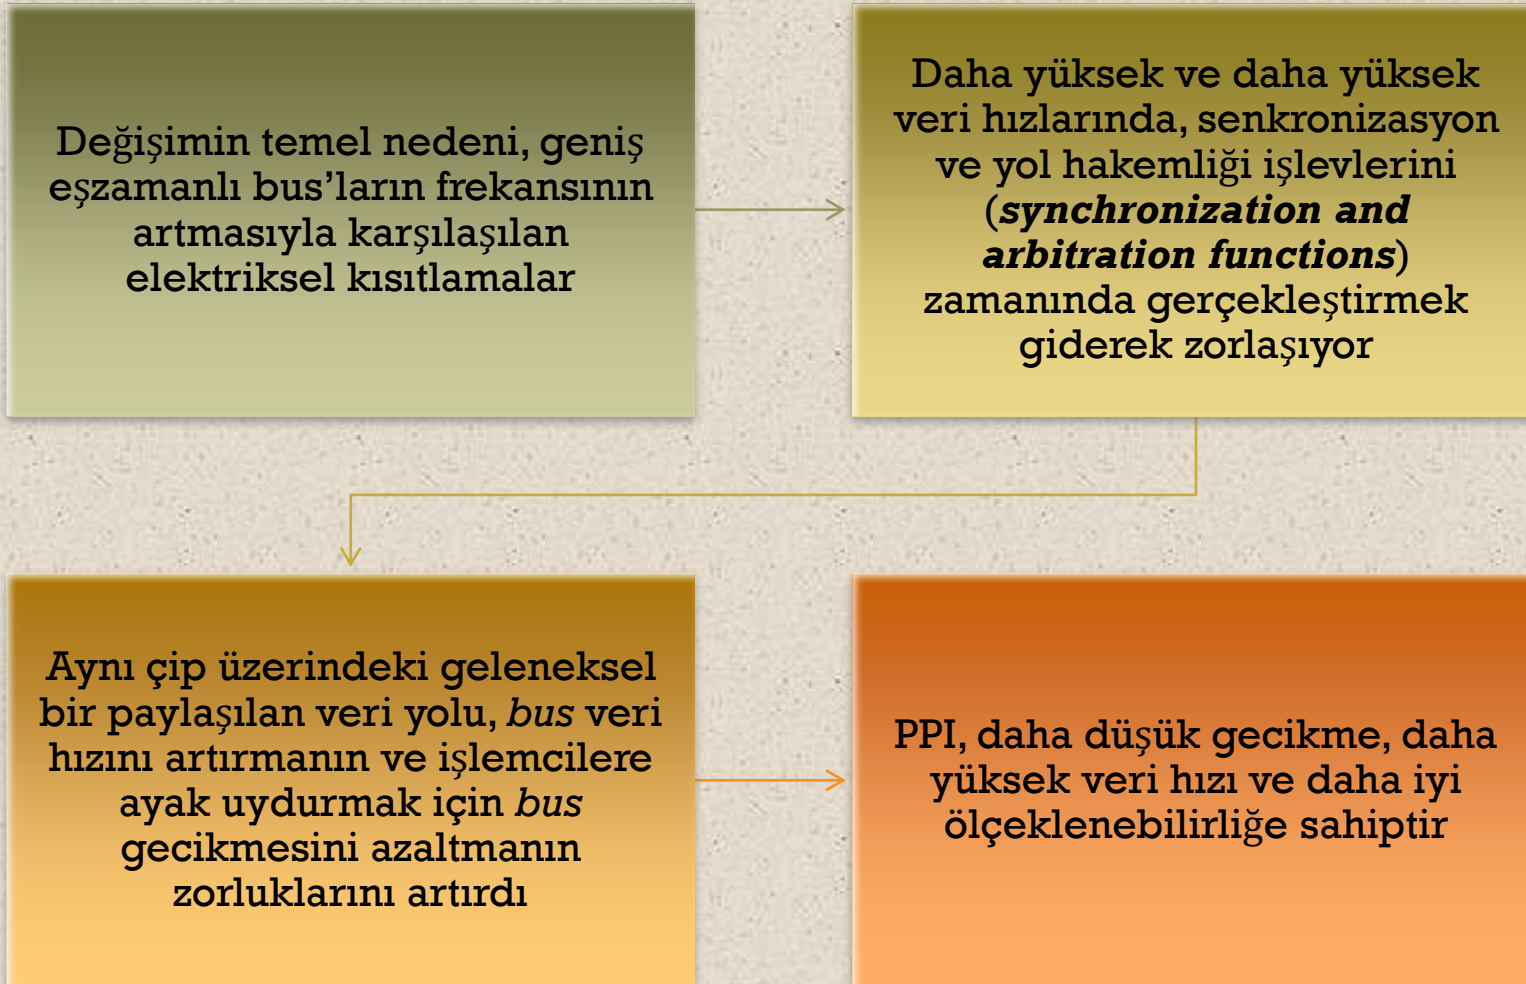 Değişimin temel nedeni, geniş
eşzamanlı bus’ların frekansının
artmasıyla karşılaşılan
elektriksel kısıtlamalar
Daha yüksek ve daha yüksek
veri hızlarında, senkronizasyon
ve yol hakemliği işlevlerini
(synchronization and
arbitration functions)
zamanında gerçekleştirmek
giderek zorlaşıyor
Aynı çip üzerindeki geleneksel
bir paylaşılan veri yolu, bus veri
hızını artırmanın ve işlemcilere
ayak uydurmak için bus
gecikmesini azaltmanın
zorluklarını artırdı
PPI, daha düşük gecikme, daha
yüksek veri hızı ve daha iyi
ölçeklenebilirliğe sahiptir